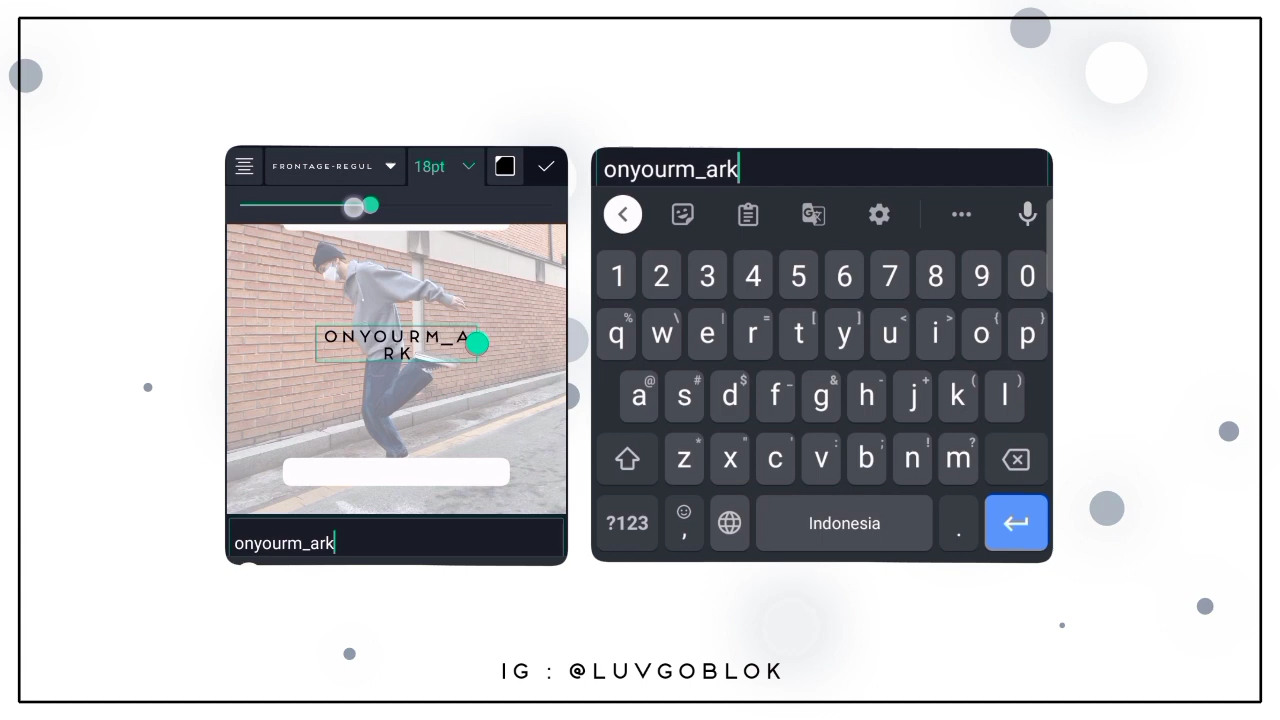 FRONTAGE-REGUL
18pt
ONYOURM_A
RK
onyourm_ark
onyourm_ark
1 2 3 4 5 6 7 8 9 0
q % w \ e | r = t [ y ] u < i > o { p }
a @ s # d $ f _ g & h - j + k ( l )
z * x " c ' v : b ; n ! m ?
?123 , Indonesia .
IG : @LUVGOBLOK